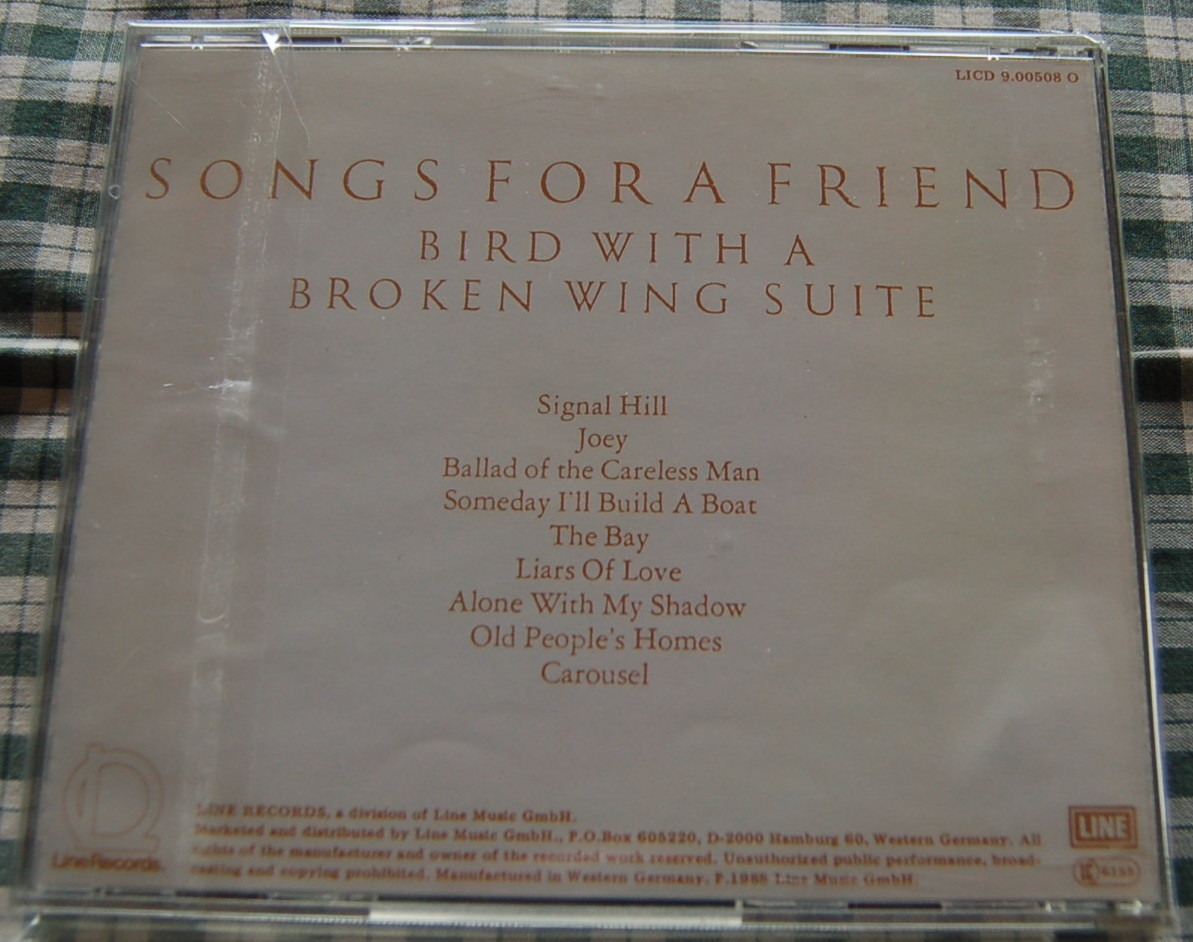 LICD 9.00508 O
SONGS FOR A FRIEND
BIRD WITH A
BROKEN WING SUITE
Signal Hill
Joey
Ballad of the Careless Man
Someday I'll Build A Boat
The Bay
Liars Of Love
Alone With My Shadow
Old People's Homes
Carousel
LINE RECORDS, a division of Line Music GmbH.
Marketed and distributed by Line Music GmbH., P.O.Box 605220, D-2000 Hamburg 60, Western Germany. All
rights of the manufacturer and owner of the recorded work reserved. Unauthorized public performance, broad-
casting and copying prohibited. Manufactured in Western Germany. P.1988 Line Music GmbH.
Line Records
LINE